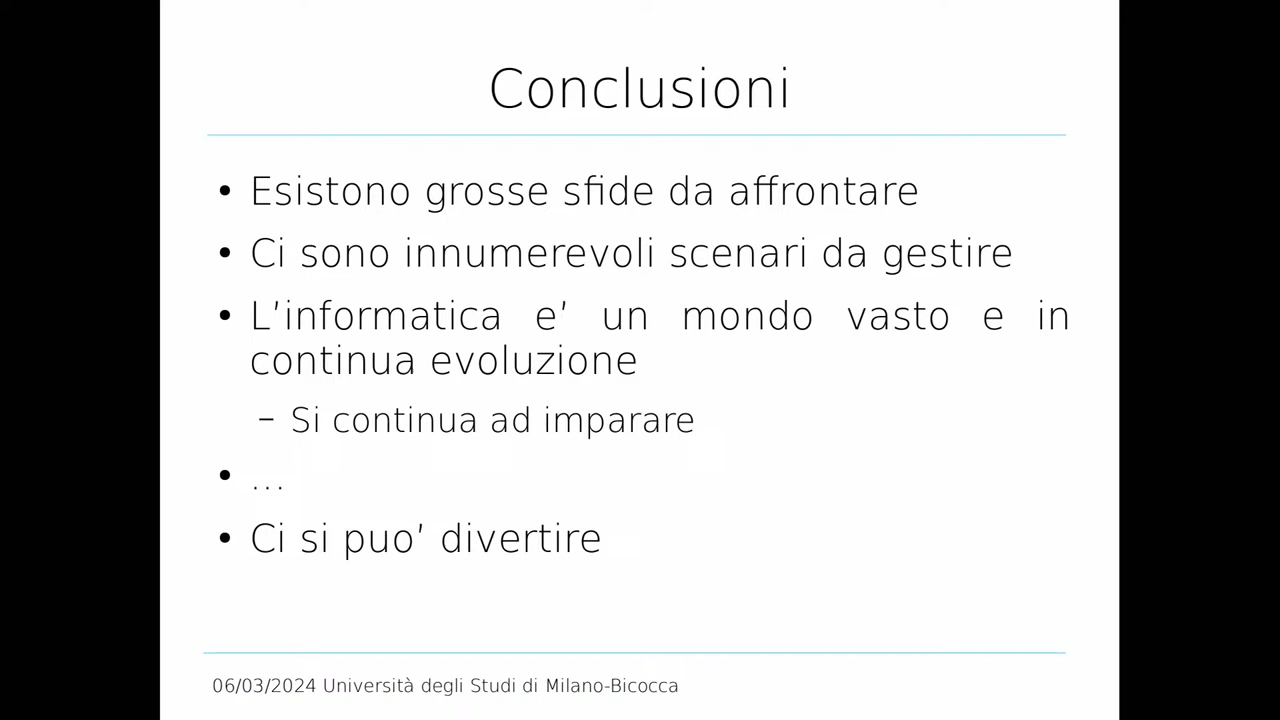 Conclusioni
• Esistono grosse sfide da affrontare
• Ci sono innumerevoli scenari da gestire
• L’informatica e’ un mondo vasto e in
continua evoluzione
– Si continua ad imparare
• ...
• Ci si puo’ divertire
06/03/2024 Università degli Studi di Milano-Bicocca